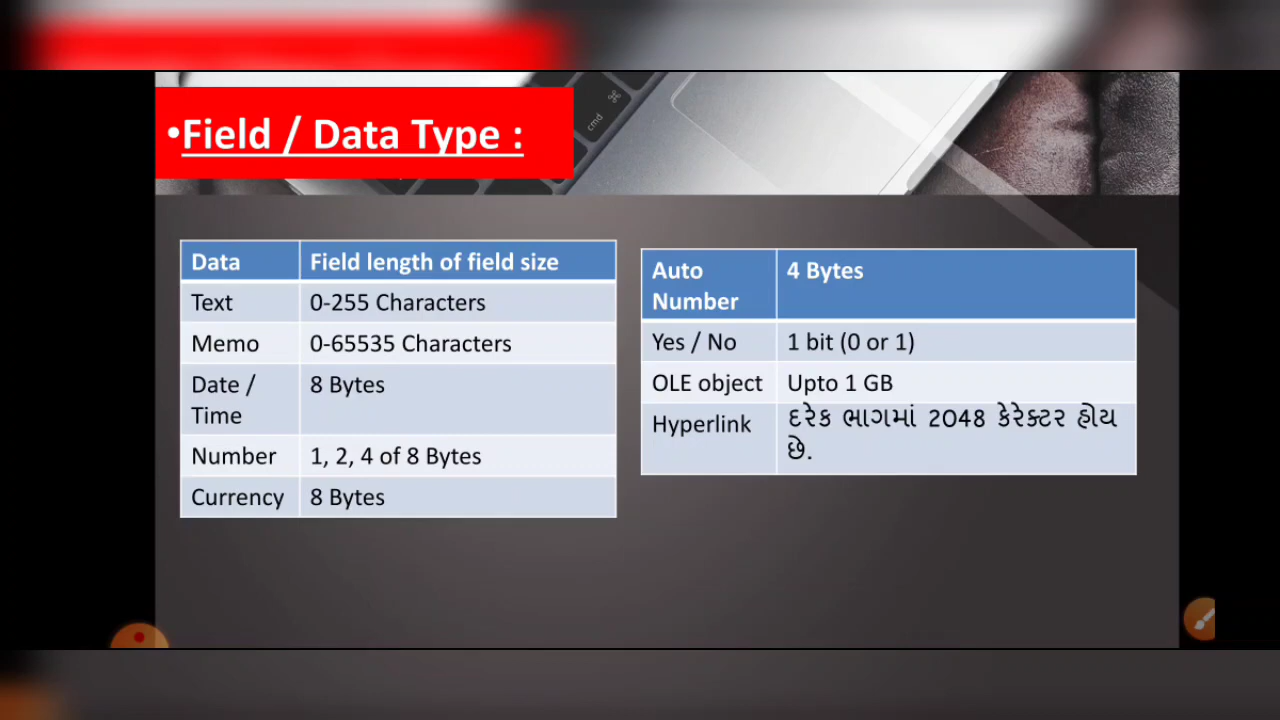 cmd
⌘
•Field / Data Type :
Data Field length of field size
Text 0-255 Characters
Memo 0-65535 Characters
Date / 8 Bytes
Time
Number 1, 2, 4 of 8 Bytes
Currency 8 Bytes
Auto 4 Bytes
Number
Yes / No 1 bit (0 or 1)
OLE object Upto 1 GB
Hyperlink દરેક ભાગમાં 2048 કેરેક્ટર હોય
છે.